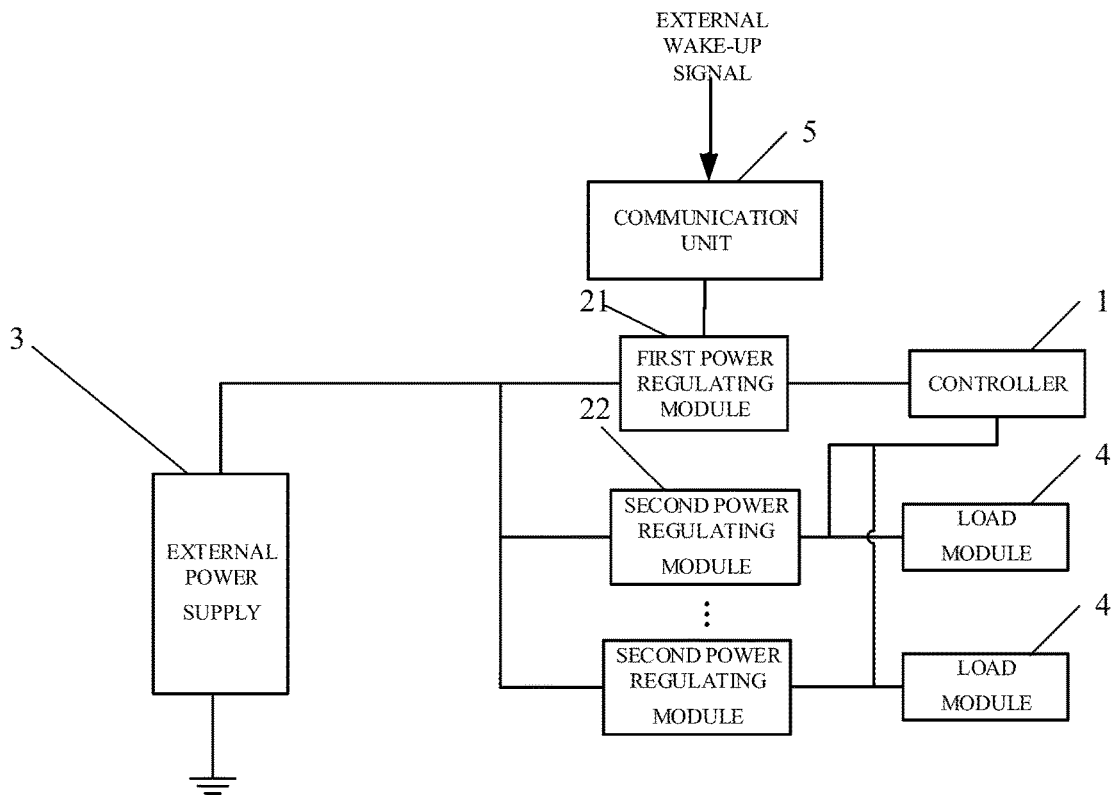 EXTERNAL
WAKE-UP
SIGNAL
5
COMMUNICATION
UNIT
21
1
3
FIRST POWER
REGULATING
MODULE
CONTROLLER
22
4
SECOND POWER
REGULATING
MODULE
LOAD
MODULE
EXTERNAL
POWER
SUPPLY
4
SECOND POWER
REGULATING
MODULE
LOAD
MODULE